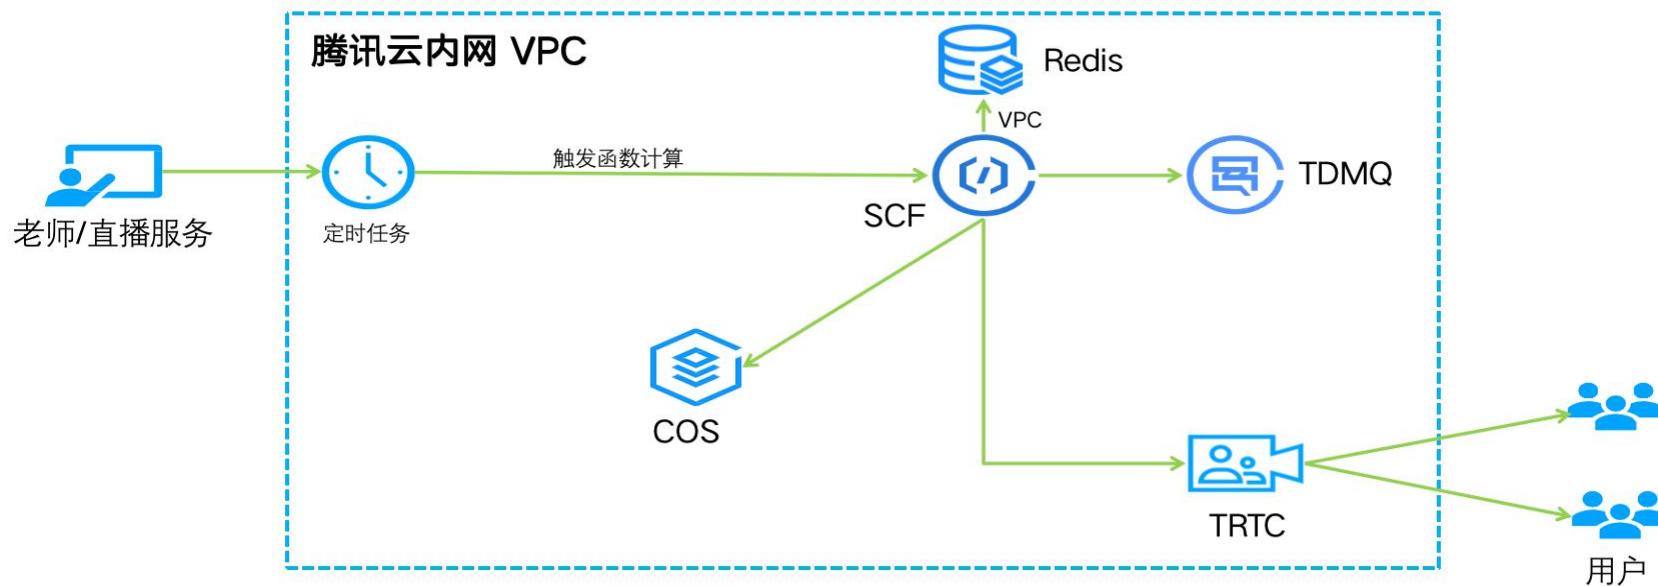 腾讯云内网 VPC
Redis
VPC
触发函数计算
TDMQ
SCF
老师/直播服务
定时任务
COS
TRTC
用户